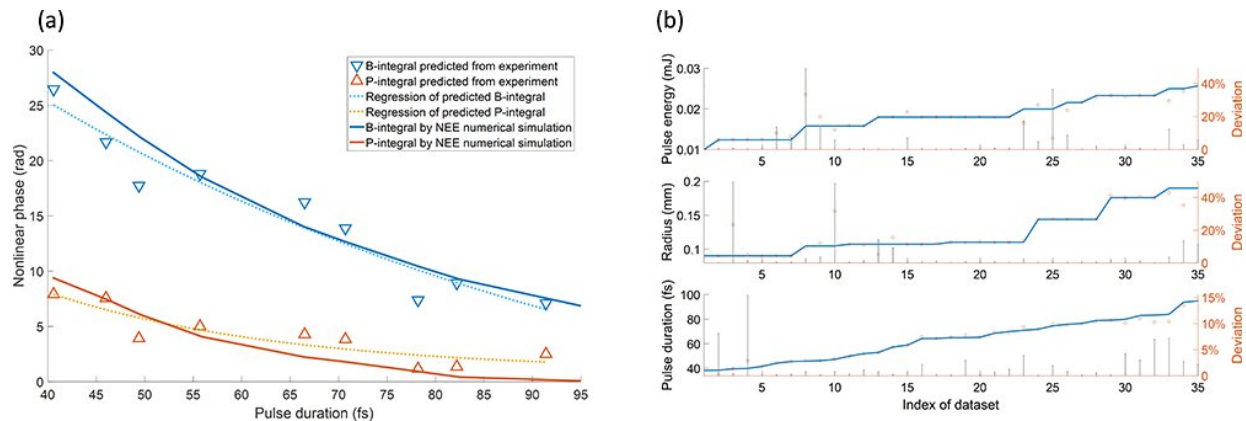 (a)
30
25
20
15
10
5
0
Nonlinear phase (rad)
40 45 50 55 60 65 70 75 80 85 90 95
Pulse duration (fs)
B-integral predicted from experiment
P-integral predicted from experiment
Regression of predicted B-integral
Regression of predicted P-integral
B-integral by NEE numerical simulation
P-integral by NEE numerical simulation
(b)
Pulse energy (mJ)
0.03
0.02
0.01
5 10 15 20 25 30 35
40%
20%
0
Deviation
Radius (mm)
0.2
0.15
0.1
5 10 15 20 25 30 35
40%
20%
0
Deviation
Pulse duration (fs)
100
80
60
40
5 10 15 20 25 30 35
15%
10%
5%
0
Deviation
Index of dataset